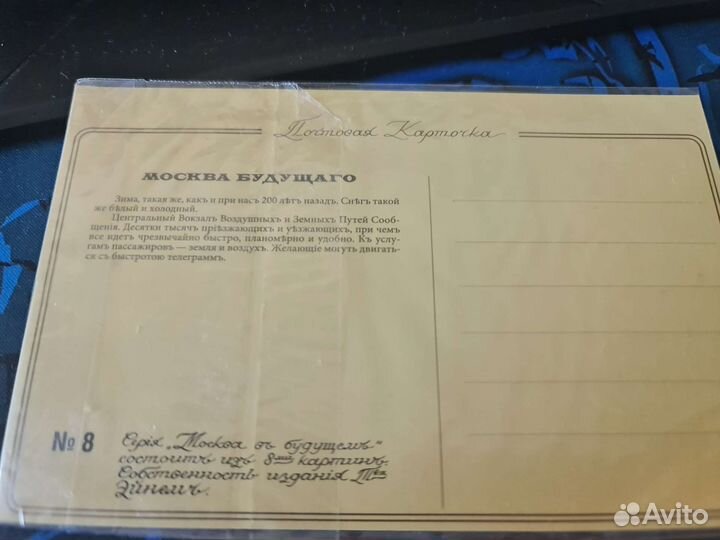 Почтовая Карточка
МОСКВА БУДУЩАГО
Зима, такая же, какъ и при насъ 200 лѣтъ назадъ. Снѣгъ такой
же бѣлый и холодный.
Центральный Вокзалъ Воздушныхъ и Земныхъ Путей Сооб-
щенія. Десятки тысячъ пріѣзжающихъ и уѣзжающихъ, при чемъ
все идетъ чрезвычайно быстро, планомѣрно и удобно. Къ услу-
гамъ пассажировъ — земля и воздухъ. Желающіе могутъ двигать-
ся съ быстротою телеграммъ.
№ 8
Серія „Москва въ будущемъ"
состоитъ изъ 8ми картинъ.
Собственность изданія Твa
Эйнемъ.
Avito